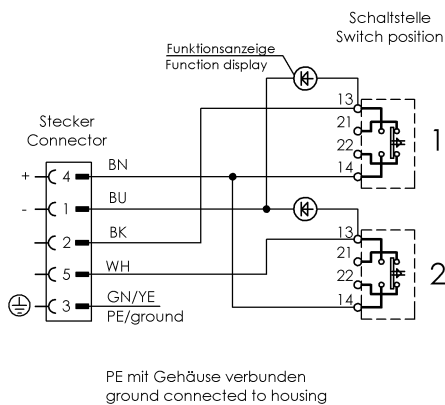 Schaltstelle
Switch position
Funktionsanzeige
Function display
13
21
22
14
1
Stecker
Connector
+ 4 BN
- 1 BU
2 BK
5 WH
3 GN/YE
PE/ground
13
21
22
14
2
PE mit Gehäuse verbunden
ground connected to housing